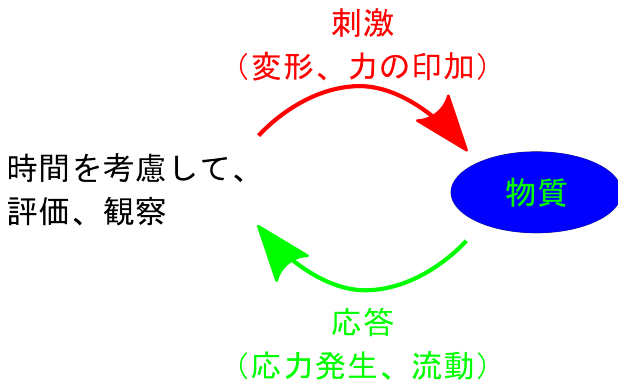 刺激
（変形、力の印加）
時間を考慮して、
評価、観察
物質
応答
（応力発生、流動）